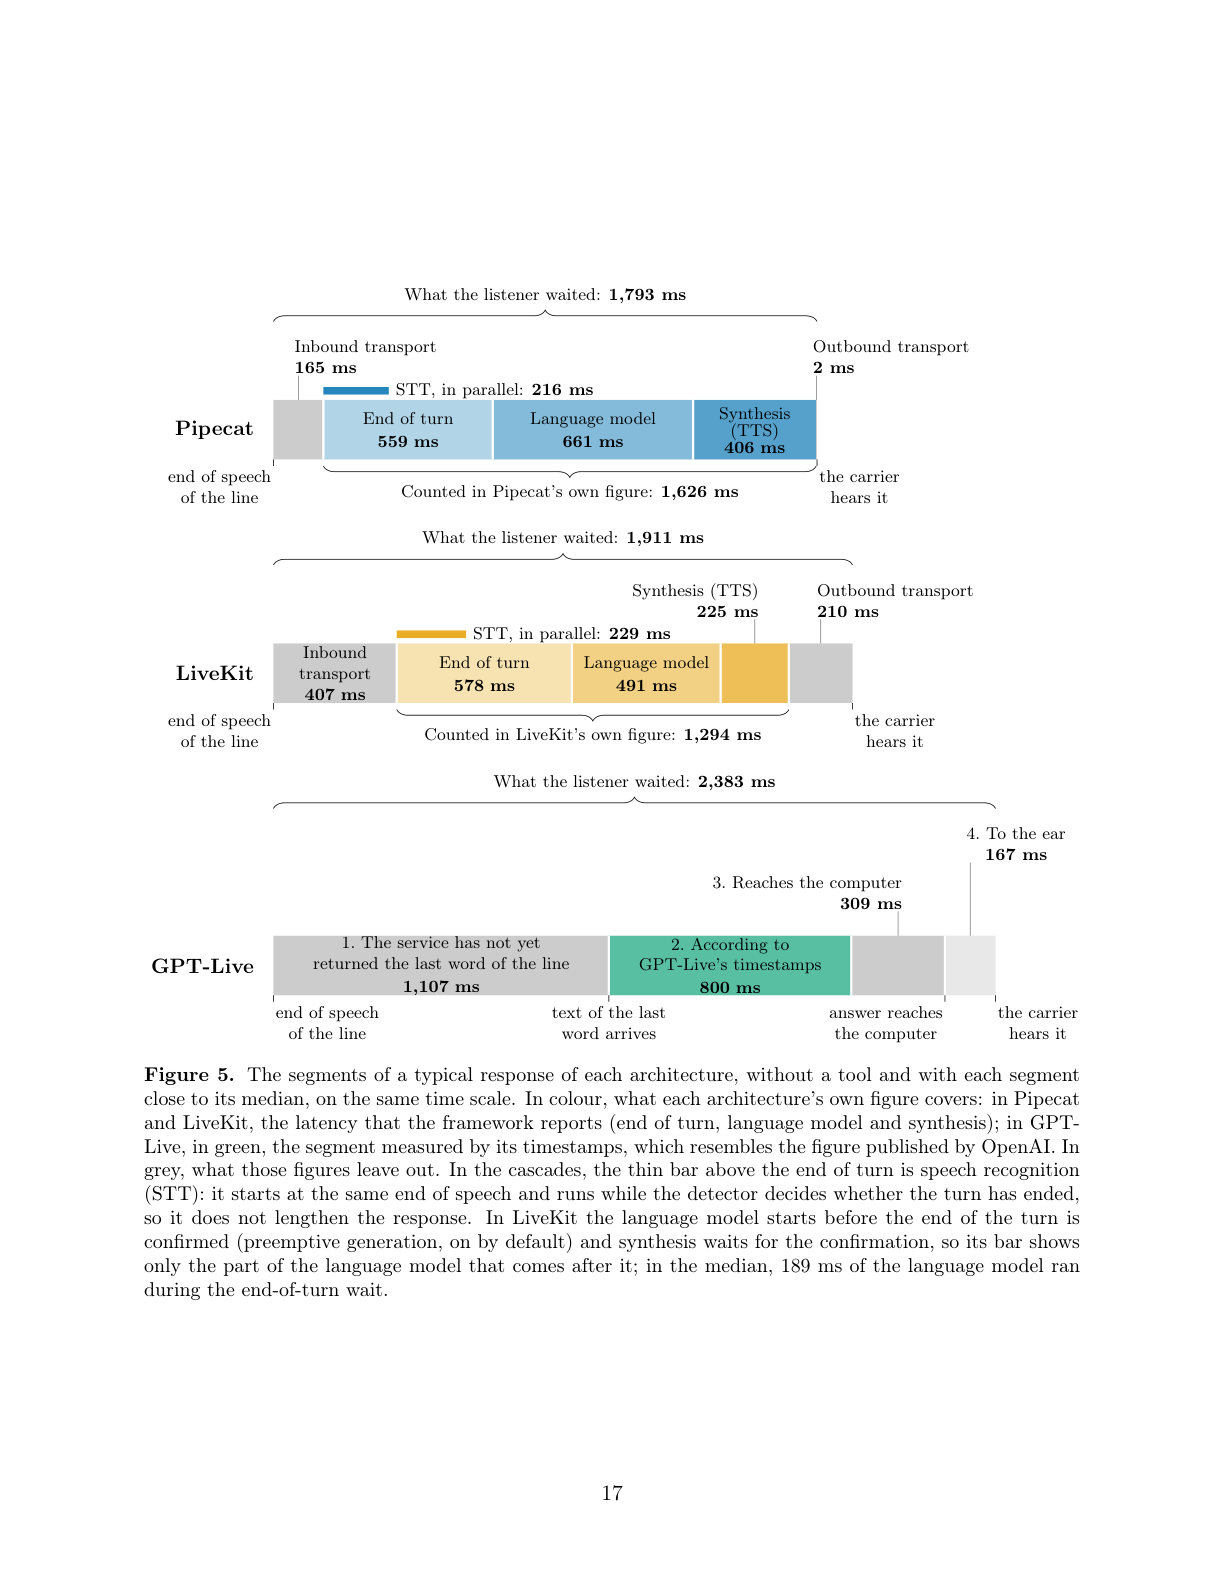 What the listener waited: 1,793 ms
Inbound transport
165 ms
Outbound transport
2 ms
STT, in parallel: 216 ms
Pipecat
End of turn
559 ms
Language model
661 ms
Synthesis
(TTS)
406 ms
end of speech
of the line
Counted in Pipecat's own figure: 1,626 ms
the carrier
hears it
What the listener waited: 1,911 ms
Synthesis (TTS)
225 ms
Outbound transport
210 ms
STT, in parallel: 229 ms
LiveKit
Inbound
transport
407 ms
End of turn
578 ms
Language model
491 ms
end of speech
of the line
Counted in LiveKit's own figure: 1,294 ms
the carrier
hears it
What the listener waited: 2,383 ms
4. To the ear
167 ms
3. Reaches the computer
309 ms
GPT-Live
1. The service has not yet
returned the last word of the line
1,107 ms
2. According to
GPT-Live's timestamps
800 ms
end of speech
of the line
text of the last
word arrives
answer reaches
the computer
the carrier
hears it
Figure 5. The segments of a typical response of each architecture, without a tool and with each segment
close to its median, on the same time scale. In colour, what each architecture's own figure covers: in Pipecat
and LiveKit, the latency that the framework reports (end of turn, language model and synthesis); in GPT-
Live, in green, the segment measured by its timestamps, which resembles the figure published by OpenAI. In
grey, what those figures leave out. In the cascades, the thin bar above the end of turn is speech recognition
(STT): it starts at the same end of speech and runs while the detector decides whether the turn has ended,
so it does not lengthen the response. In LiveKit the language model starts before the end of the turn is
confirmed (preemptive generation, on by default) and synthesis waits for the confirmation, so its bar shows
only the part of the language model that comes after it; in the median, 189 ms of the language model ran
during the end-of-turn wait.
17